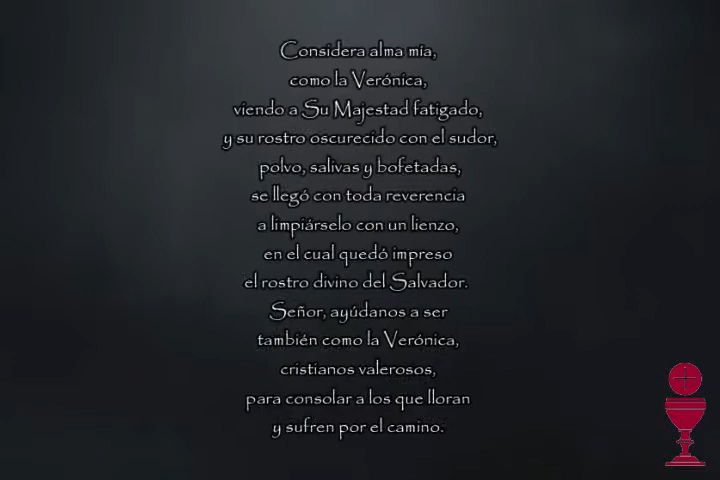 Considera alma mía,
como la Verónica,
viendo a Su Majestad fatigado,
y su rostro oscurecido con el sudor,
polvo, salivas y bofetadas,
se llegó con toda reverencia
a limpiárselo con un lienzo,
en el cual quedó impreso
el rostro divino del Salvador.
Señor, ayúdanos a ser
también como la Verónica,
cristianos valerosos,
para consolar a los que lloran
y sufren por el camino.